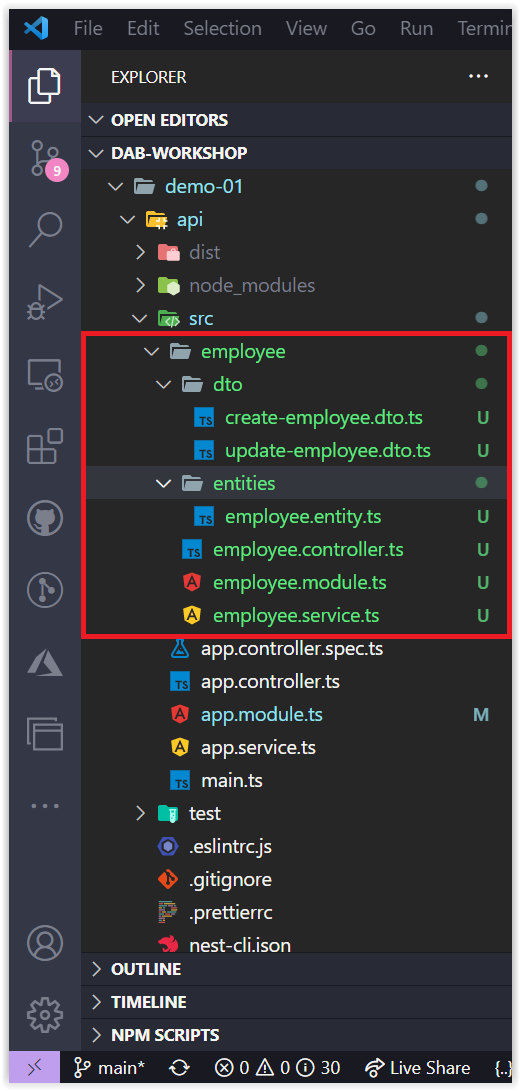 File Edit Selection View Go Run Termin
EXPLORER
OPEN EDITORS
DAB-WORKSHOP
9
demo-01
api
dist
node_modules
src
employee
dto
TS create-employee.dto.ts U
TS update-employee.dto.ts U
entities
TS employee.entity.ts U
TS employee.controller.ts U
employee.module.ts U
employee.service.ts U
app.controller.spec.ts
TS app.controller.ts
app.module.ts M
app.service.ts
TS main.ts
test
.eslintrc.js
.gitignore
.prettierrc
nest-cli.json
OUTLINE
TIMELINE
NPM SCRIPTS
main* 0 0 30 Live Share {..}